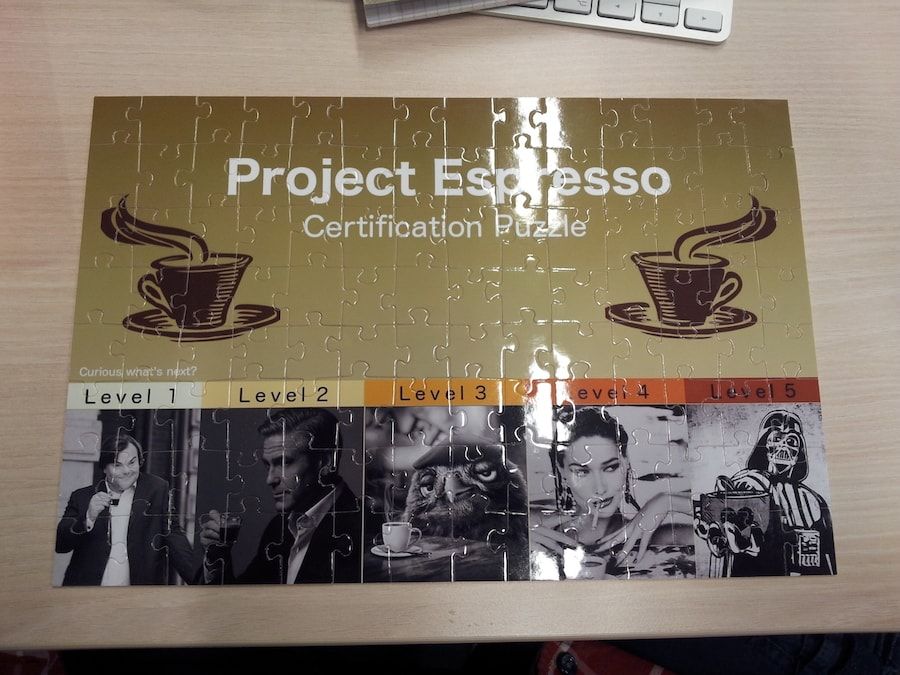 Project Espresso
Certification Puzzle
Curious what's next?
Level 1 Level 2 Level 3 Level 4 Level 5